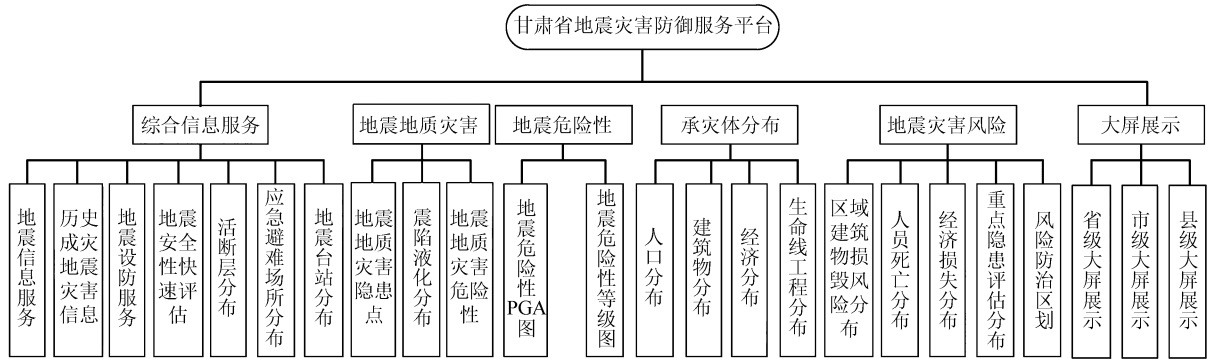 甘肃省地震灾害防御服务平台
综合信息服务
地震地质灾害
地震危险性
承灾体分布
地震灾害风险
大屏展示
地震信息服务
历史成灾地震灾害信息
地震设防服务
地震安全性快速评估
活断层分布
应急避难场所分布
地震台站分布
地震地质灾害隐患点
震陷液化分布
地震地质灾害危险性
地震危险性PGA图
地震危险性等级图
人口分布
建筑物分布
经济分布
生命线工程分布
区域建筑物损毁风险分布
人员死亡分布
经济损失分布
重点隐患评估分布
风险防治区划
省级大屏展示
市级大屏展示
县级大屏展示